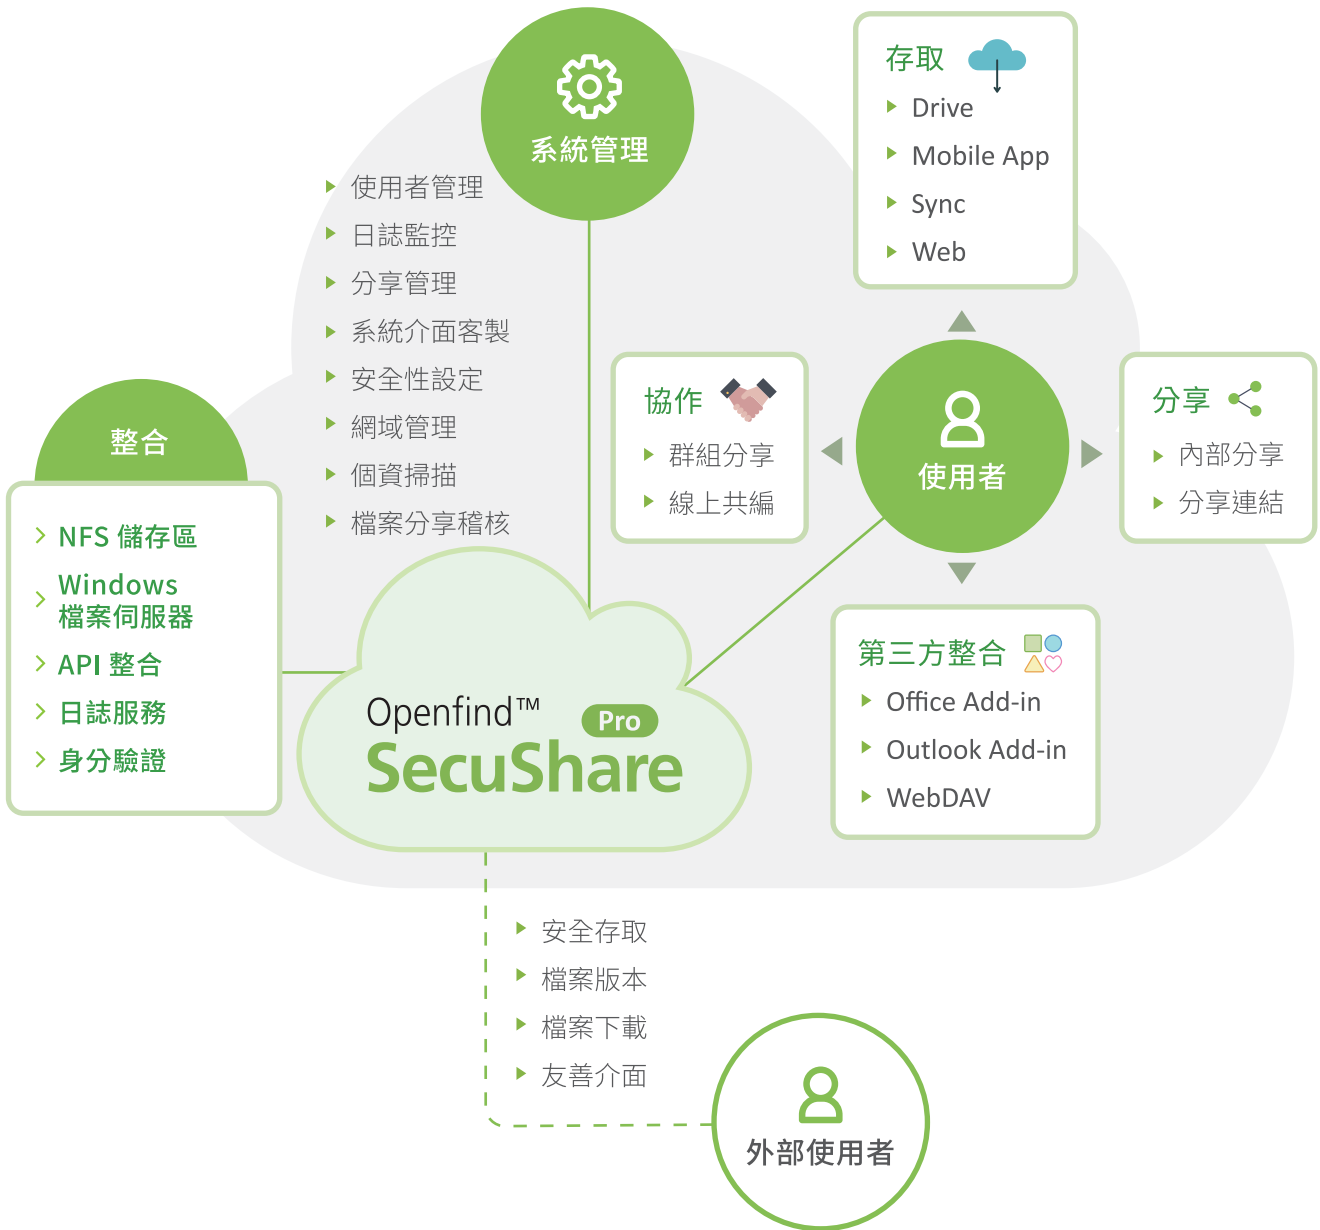 系統管理
使用者管理
日誌監控
分享管理
系統介面客製
安全性設定
網域管理
個資掃描
檔案分享稽核
存取
Drive
Mobile App
Sync
Web
協作
群組分享
線上共編
使用者
分享
內部分享
分享連結
第三方整合
Office Add-in
Outlook Add-in
WebDAV
整合
NFS 儲存區
Windows
檔案伺服器
API 整合
日誌服務
身分驗證
Openfind™
Pro
SecuShare
安全存取
檔案版本
檔案下載
友善介面
外部使用者